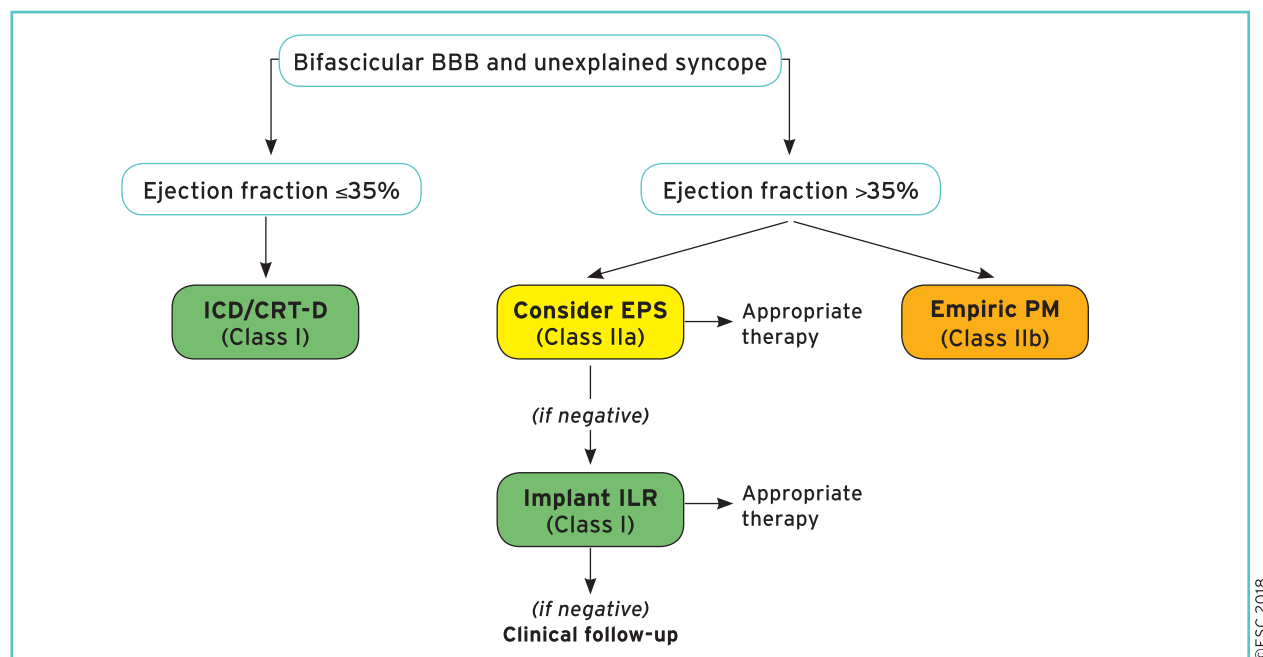 Bifascicular BBB and unexplained syncope
Ejection fraction ≤35%
Ejection fraction >35%
ICD/CRT-D
(Class I)
Consider EPS
(Class IIa)
Appropriate
therapy
Empiric PM
(Class IIb)
(if negative)
Implant ILR
(Class I)
Appropriate
therapy
(if negative)
Clinical follow-up
©ESC 2018